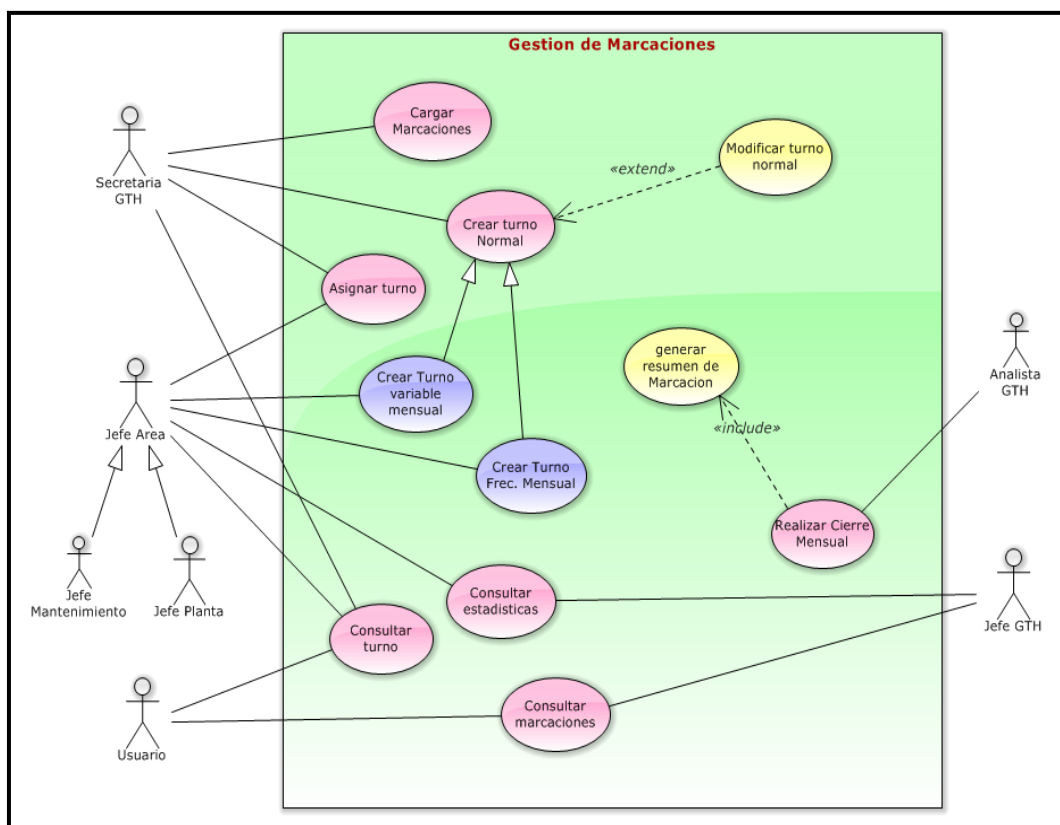 Gestion de Marcaciones
Cargar
Marcaciones
Modificar turno
normal
«extend»
Secretaria
GTH
Crear turno
Normal
Asignar turno
generar
resumen de
Marcacion
Analista
GTH
Crear Turno
variable
mensual
Jefe Area
«include»
Crear Turno
Frec. Mensual
Realizar Cierre
Mensual
Jefe
Mantenimiento
Jefe Planta
Consultar
estadisticas
Jefe GTH
Consultar
turno
Consultar
marcaciones
Usuario